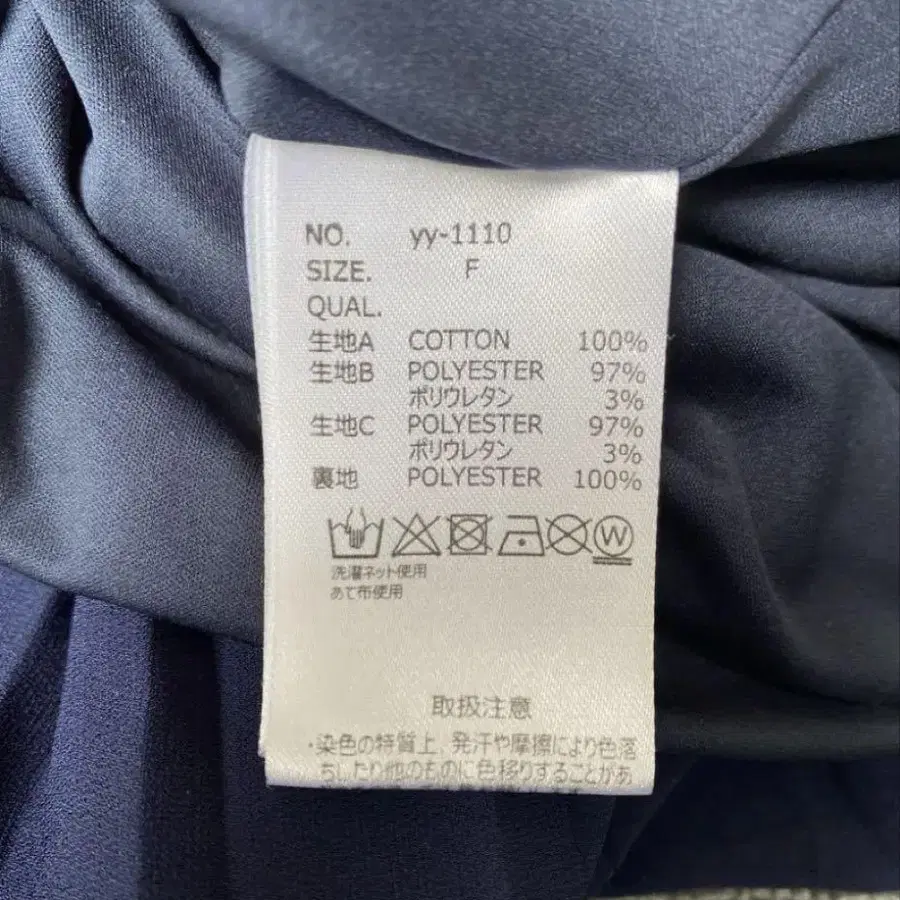 NO. yy-1110
SIZE. F
QUAL.
生地A COTTON 100%
生地B POLYESTER 97%
ポリウレタン 3%
生地C POLYESTER 97%
ポリウレタン 3%
裏地 POLYESTER 100%
W
洗濯ネット使用
あて布使用
取扱注意
・染色の特質上、発汗や摩擦により色落
ちしたり他のものに色移りすることがあ